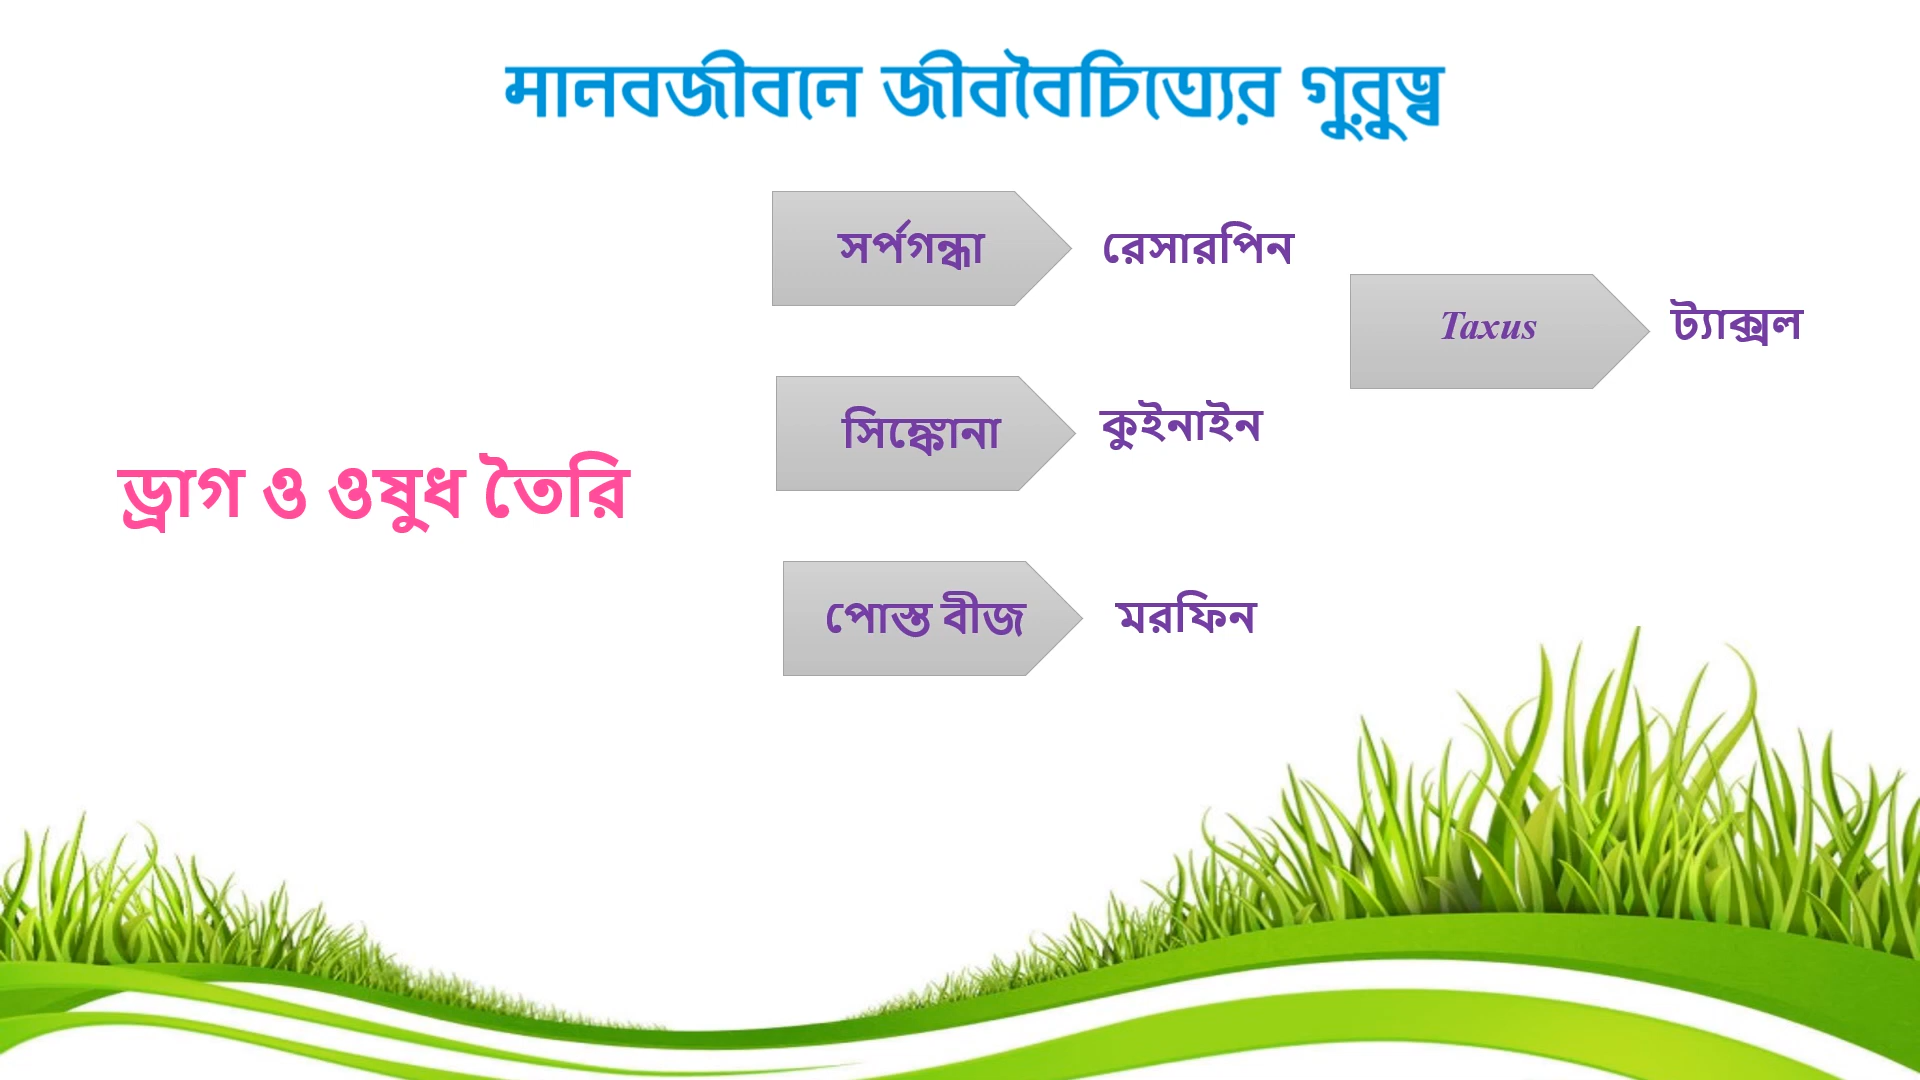 মানবজীবনে জীববৈচিত্র্যের গুরুত্ব
সর্পগন্ধা
রেসারপিন
Taxus
ট্যাক্সল
সিঙ্কোনা
কুইনাইন
ড্রাগ ও ওষুধ তৈরি
পোস্ত বীজ
মরফিন